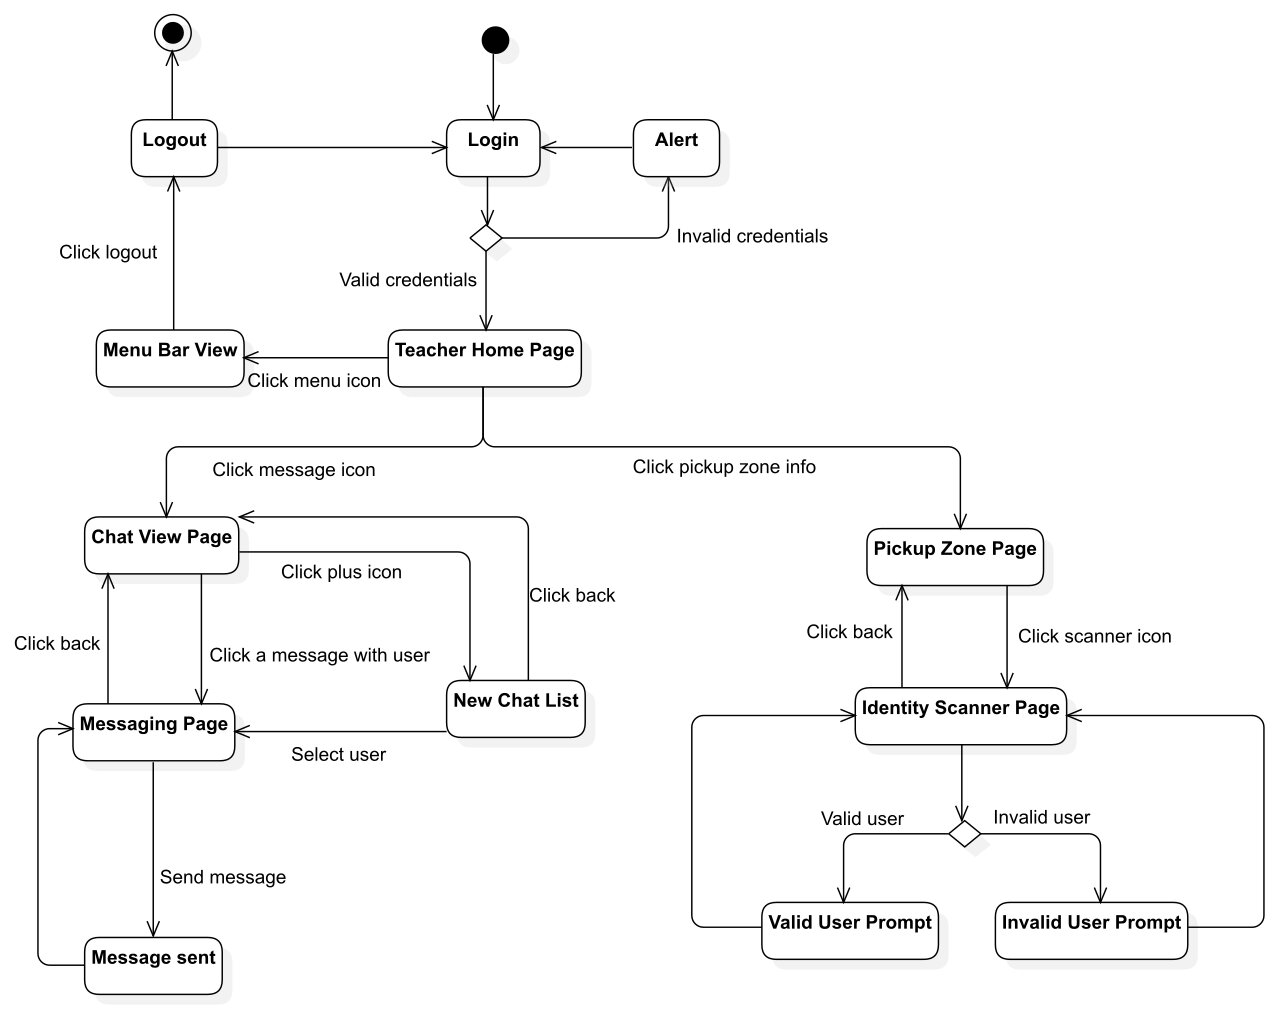 Logout
Login
Alert
Invalid credentials
Click logout
Valid credentials
Menu Bar View
Teacher Home Page
Click menu icon
Click message icon
Click pickup zone info
Chat View Page
Pickup Zone Page
Click plus icon
Click back
Click back
Click a message with user
Click back
Click scanner icon
New Chat List
Messaging Page
Identity Scanner Page
Select user
Valid user
Invalid user
Send message
Valid User Prompt
Invalid User Prompt
Message sent